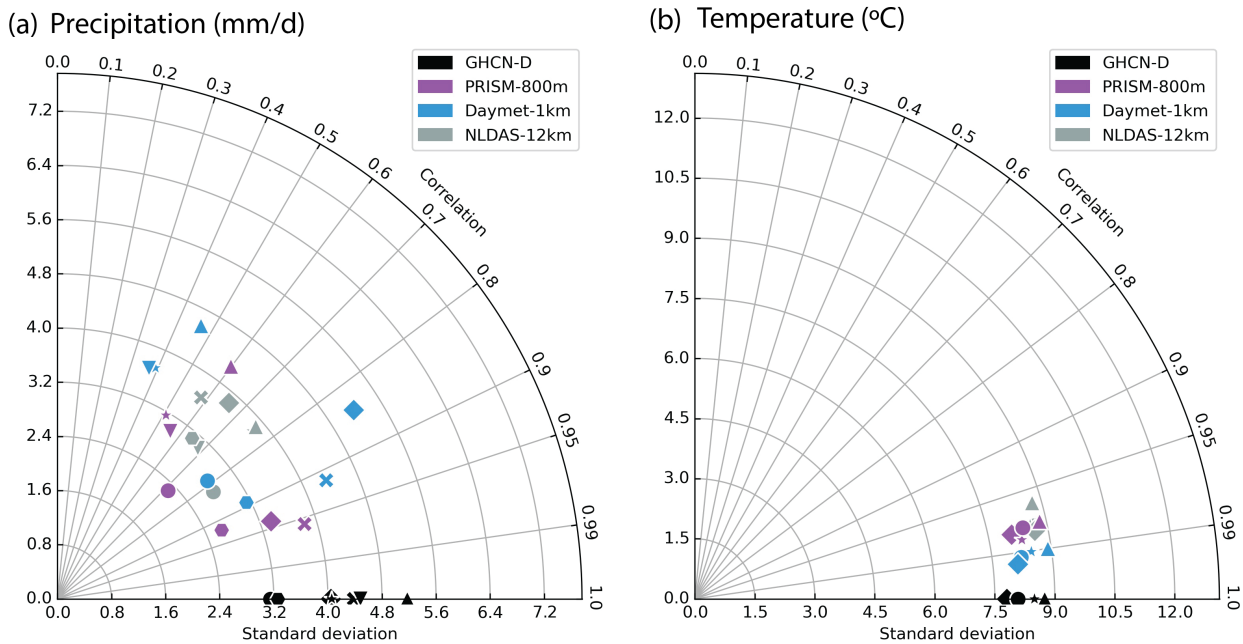 (a) Precipitation (mm/d)
GHCN-D
PRISM-800m
Daymet-1km
NLDAS-12km
0.0
0.1
0.2
0.3
0.4
0.5
0.6
0.7
0.8
0.9
0.95
0.99
1.0
Correlation
7.2
6.4
5.6
4.8
4.0
3.2
2.4
1.6
0.8
0.0
0.0 0.8 1.6 2.4 3.2 4.0 4.8 5.6 6.4 7.2
Standard deviation
(b) Temperature (ºC)
GHCN-D
PRISM-800m
Daymet-1km
NLDAS-12km
0.0
0.1
0.2
0.3
0.4
0.5
0.6
0.7
0.8
0.9
0.95
0.99
1.0
Correlation
12.0
10.5
9.0
7.5
6.0
4.5
3.0
1.5
0.0
0.0 1.5 3.0 4.5 6.0 7.5 9.0 10.5 12.0
Standard deviation